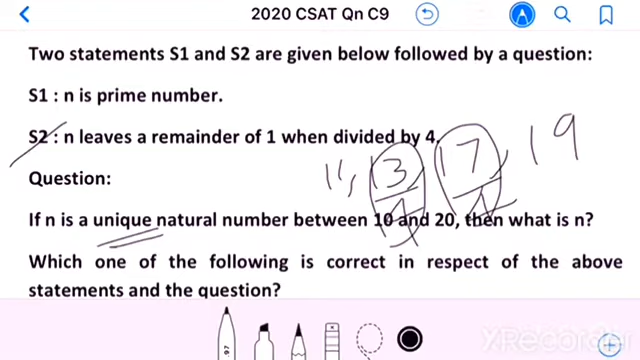 2020 CSAT Qn C9
Two statements S1 and S2 are given below followed by a question:
S1 : n is prime number.
S2 : n leaves a remainder of 1 when divided by 4.
11, 13/4, 17/4, 19
Question:
If n is a unique natural number between 10 and 20, then what is n?
Which one of the following is correct in respect of the above
statements and the question?
97
XRecorder